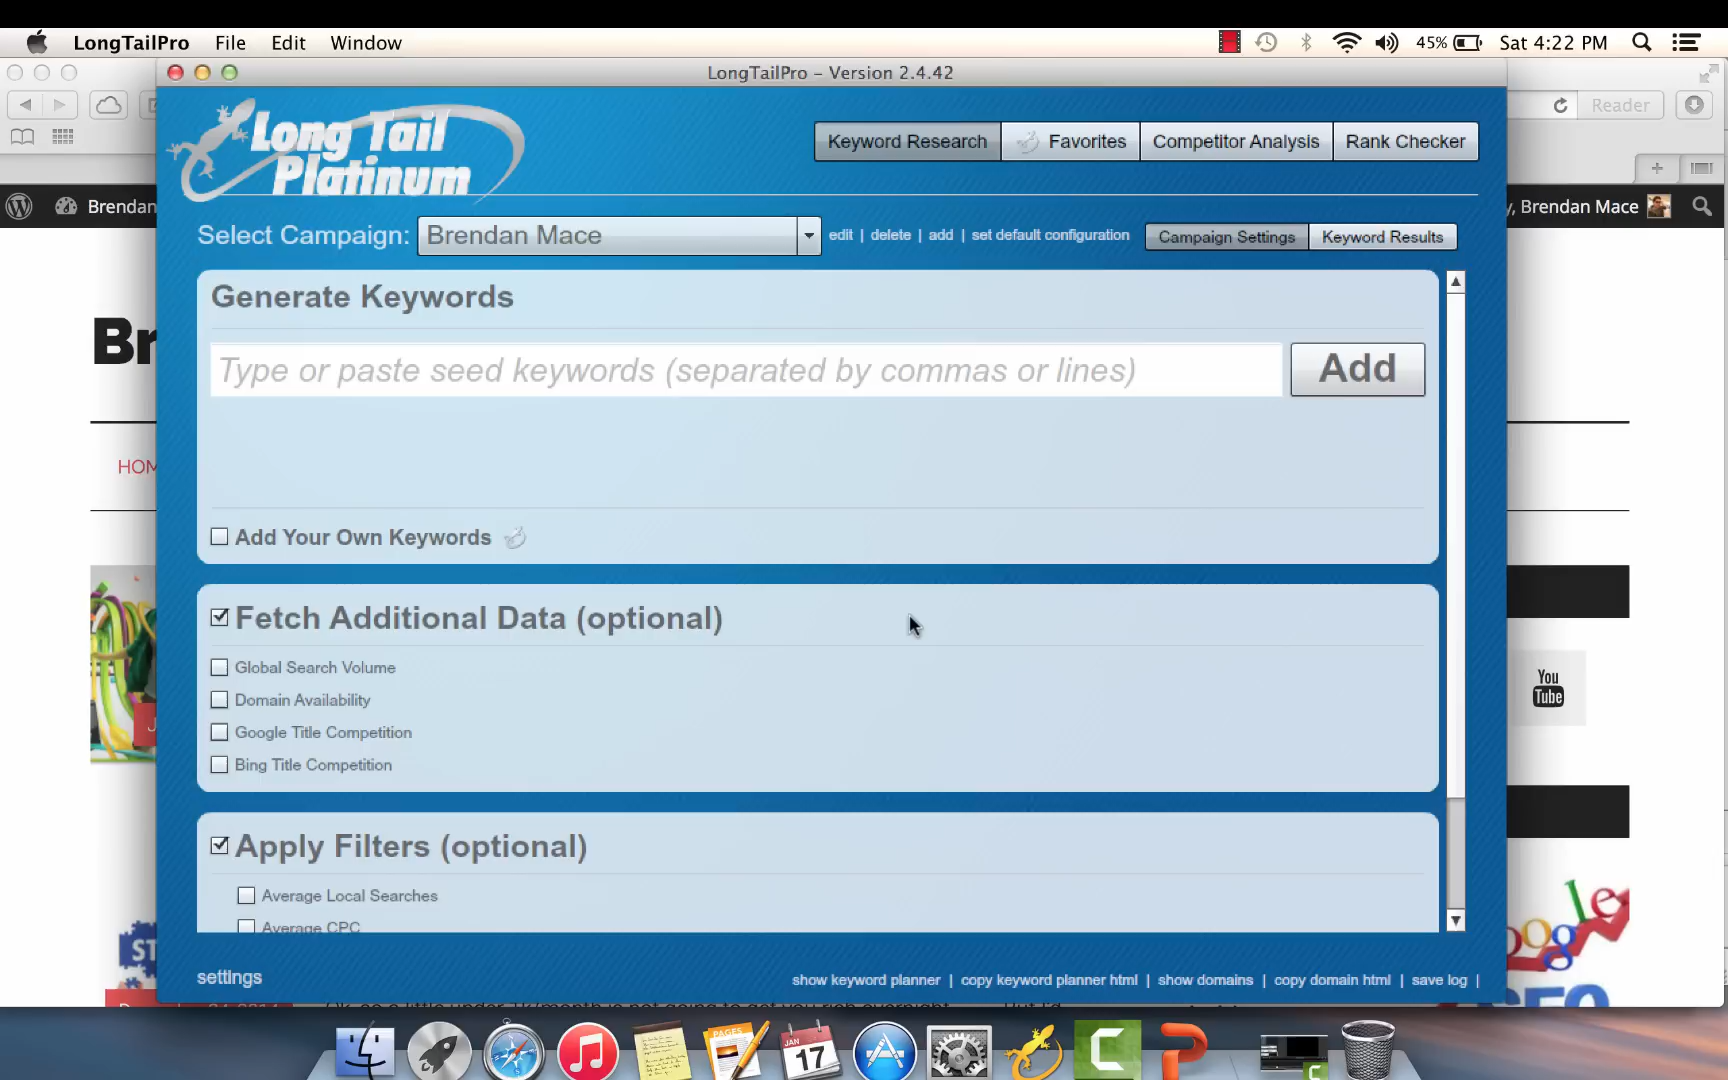 LongTailPro File Edit Window 45% Sat 4:22 PM
LongTailPro – Version 2.4.42
Reader
Long Tail
Platinum
Keyword Research Favorites Competitor Analysis Rank Checker
Brendan
Brendan Mace
Select Campaign: Brendan Mace edit | delete | add | set default configuration Campaign Settings Keyword Results
Generate Keywords
Br
Type or paste seed keywords (separated by commas or lines) Add
HOM
Add Your Own Keywords
Fetch Additional Data (optional)
Global Search Volume
Domain Availability
Google Title Competition
Bing Title Competition
You
Tube
Apply Filters (optional)
Average Local Searches
Average CPC
ST
settings show keyword planner | copy keyword planner html | show domains | copy domain html | save log |
JAN
17